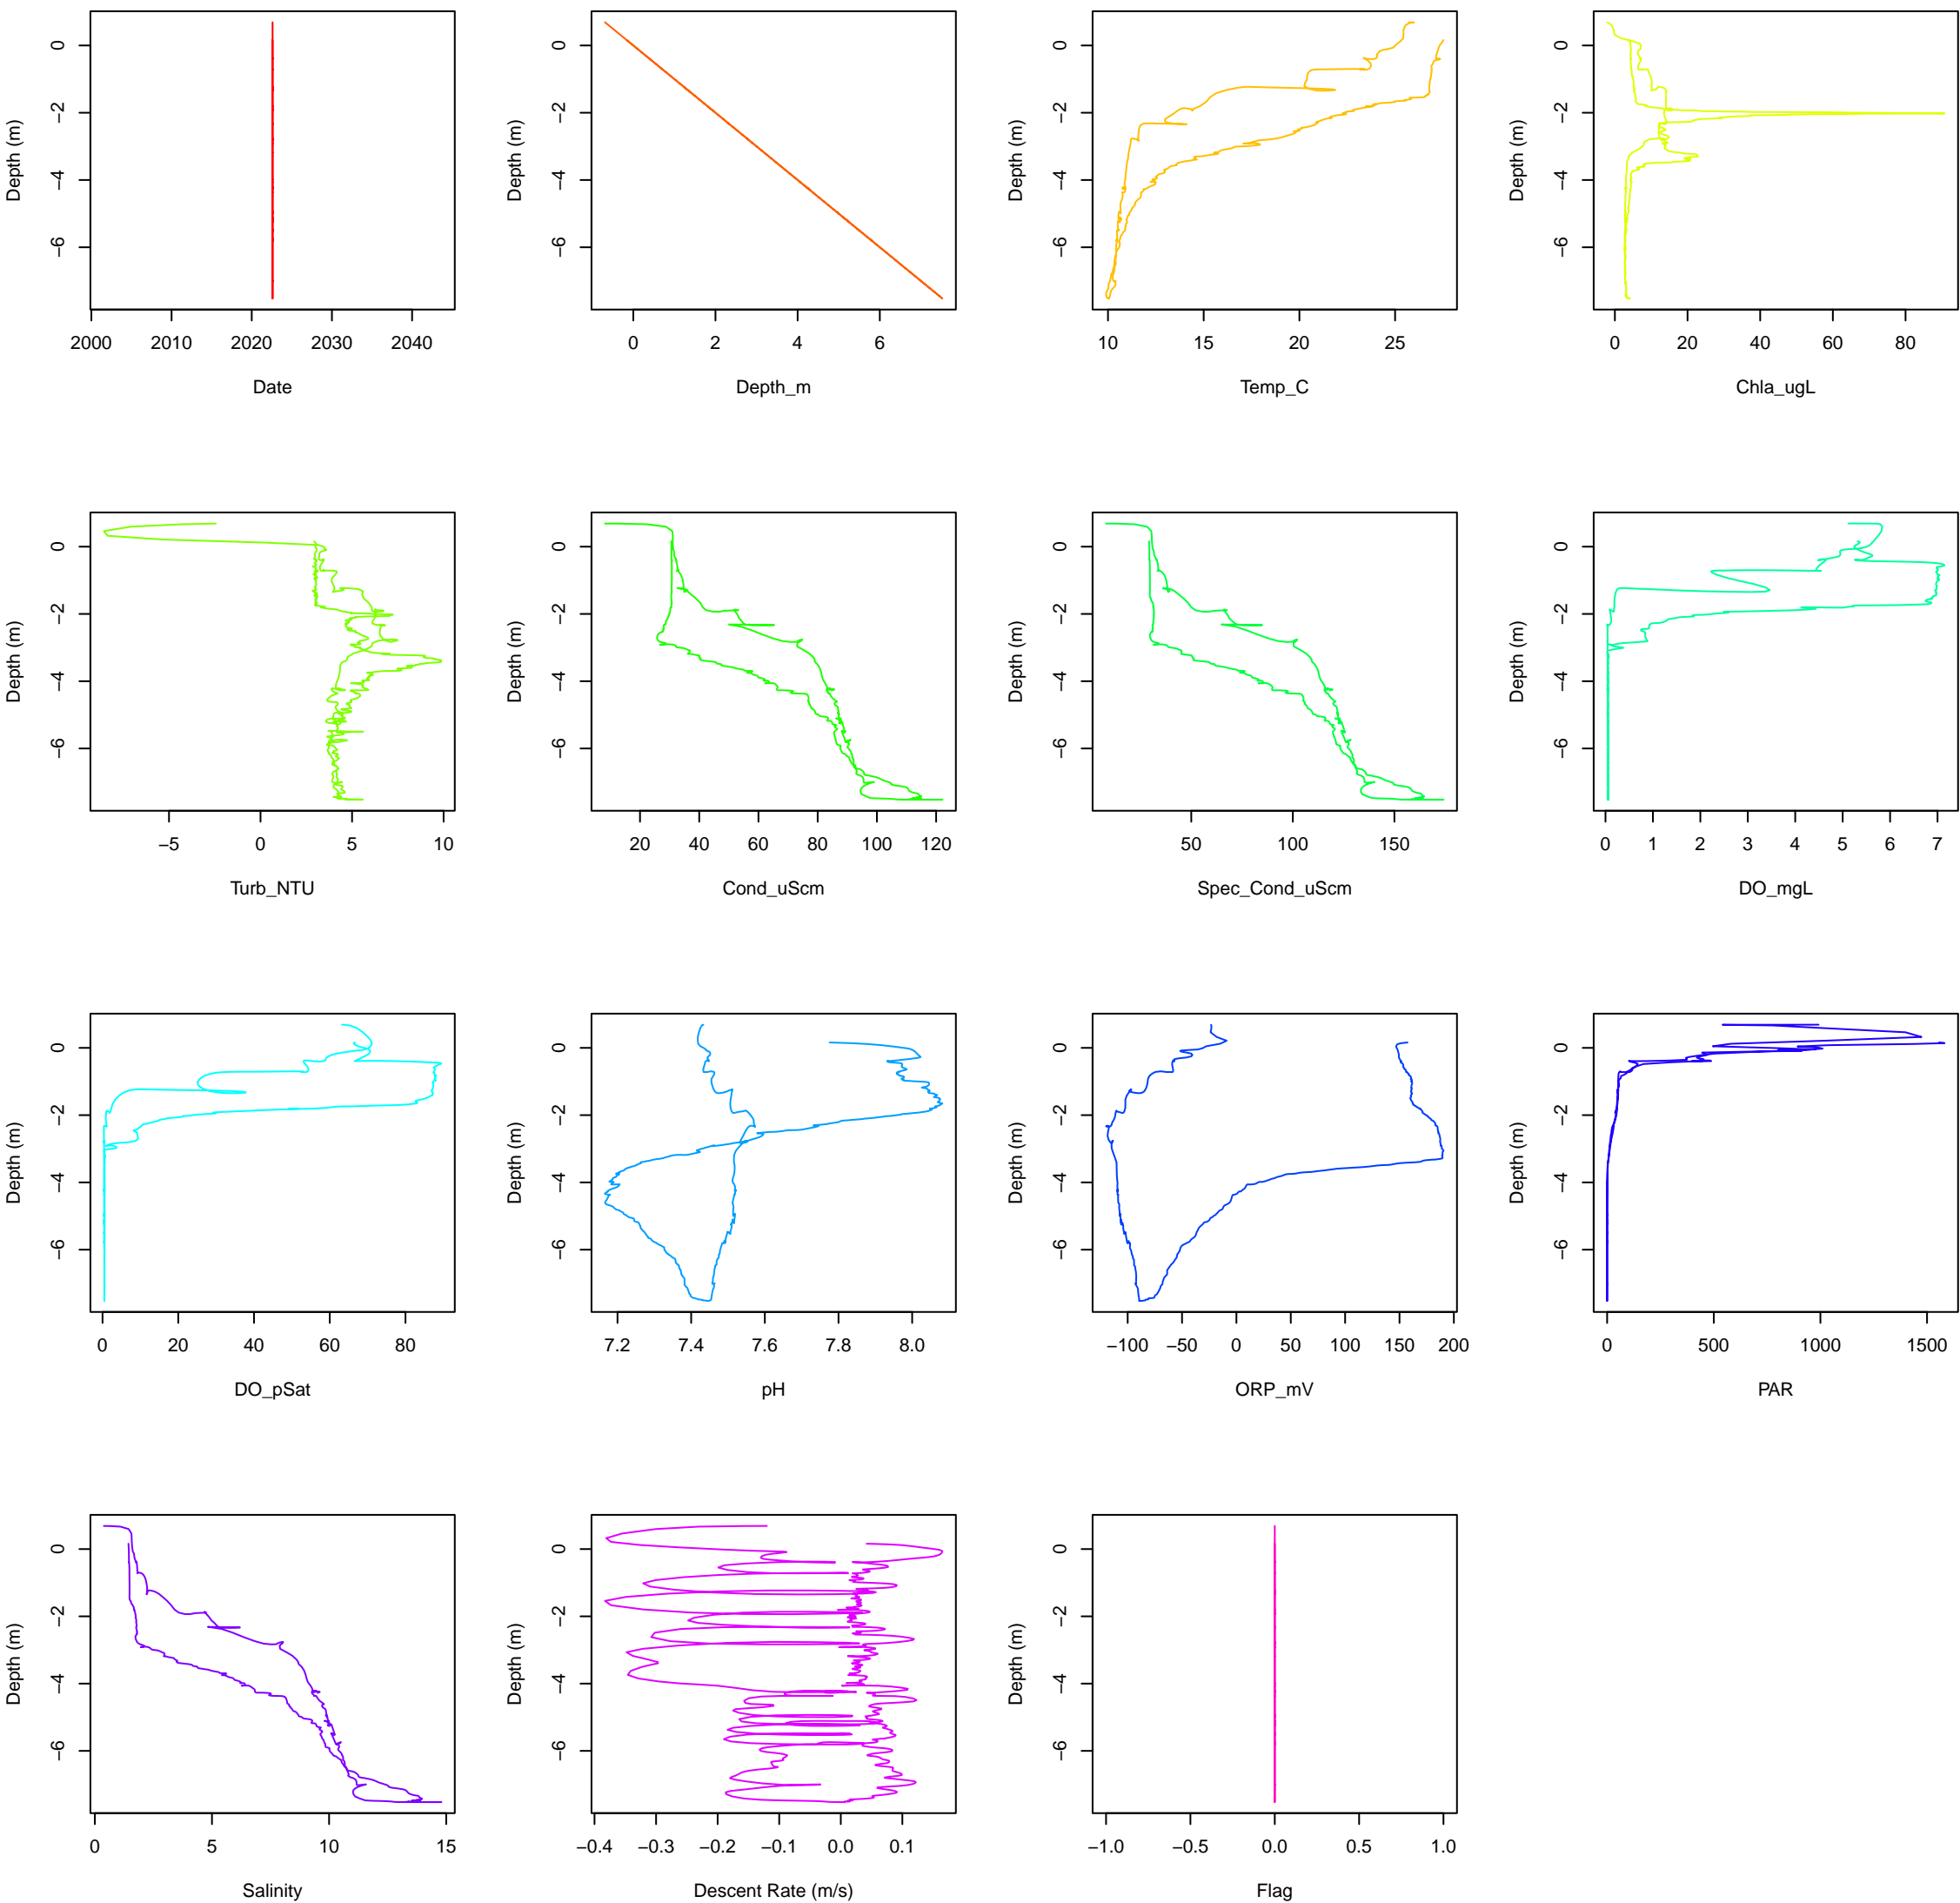 Depth (m)
0
−2
−4
−6
2000 2010 2020 2030 2040
Date
Depth (m)
0
−2
−4
−6
0 2 4 6
Depth_m
Depth (m)
0
−2
−4
−6
10 15 20 25
Temp_C
Depth (m)
0
−2
−4
−6
0 20 40 60 80
Chla_ugL
Depth (m)
0
−2
−4
−6
−5 0 5 10
Turb_NTU
Depth (m)
0
−2
−4
−6
20 40 60 80 100 120
Cond_uScm
Depth (m)
0
−2
−4
−6
50 100 150
Spec_Cond_uScm
Depth (m)
0
−2
−4
−6
0 1 2 3 4 5 6 7
DO_mgL
Depth (m)
0
−2
−4
−6
0 20 40 60 80
DO_pSat
Depth (m)
0
−2
−4
−6
7.2 7.4 7.6 7.8 8.0
pH
Depth (m)
0
−2
−4
−6
−100 −50 0 50 100 150 200
ORP_mV
Depth (m)
0
−2
−4
−6
0 500 1000 1500
PAR
Depth (m)
0
−2
−4
−6
0 5 10 15
Salinity
Depth (m)
0
−2
−4
−6
−0.4 −0.3 −0.2 −0.1 0.0 0.1
Descent Rate (m/s)
Depth (m)
0
−2
−4
−6
−1.0 −0.5 0.0 0.5 1.0
Flag